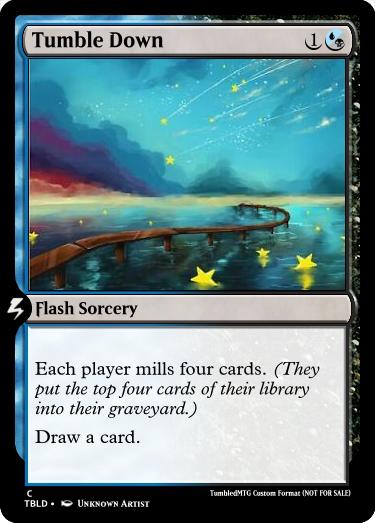 Tumble Down 1
Flash Sorcery
Each player mills four cards. (They
put the top four cards of their library
into their graveyard.)
Draw a card.
C
TumbledMTG Custom Format (NOT FOR SALE)
TBLD • Unknown Artist